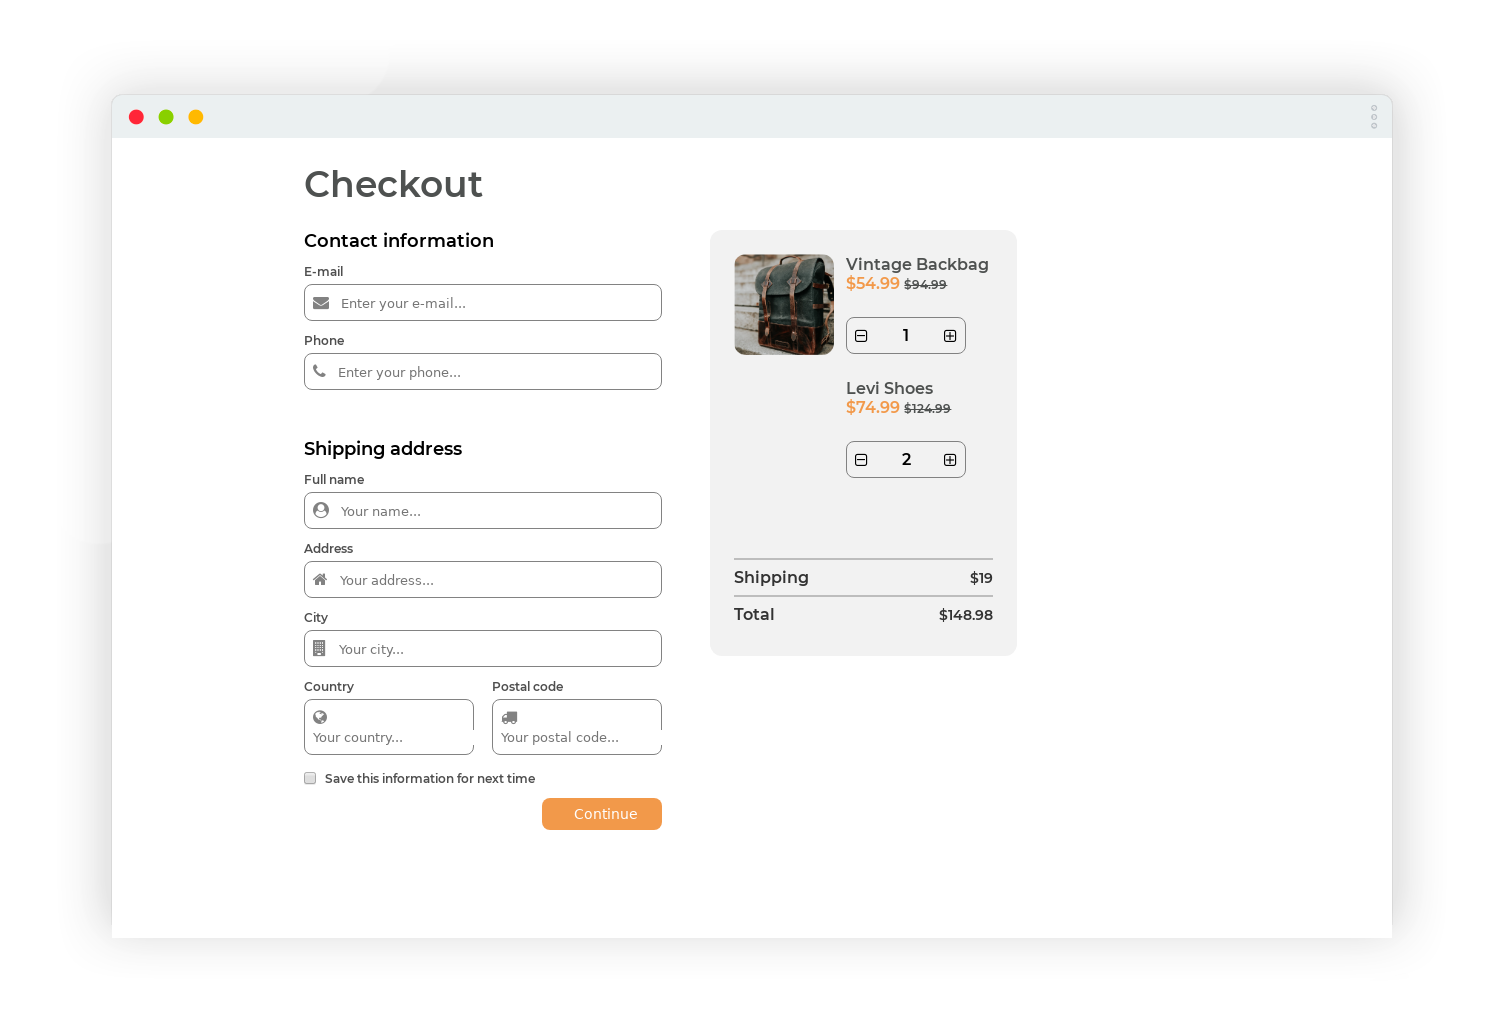 Checkout
Contact information
E-mail
Enter your e-mail...
Phone
Enter your phone...
Shipping address
Full name
Your name...
Address
Your address...
City
Your city...
Country
Your country...
Postal code
Your postal code...
Save this information for next time
Continue
Vintage Backbag
$54.99 $94.99
1
Levi Shoes
$74.99 $124.99
2
Shipping $19
Total $148.98